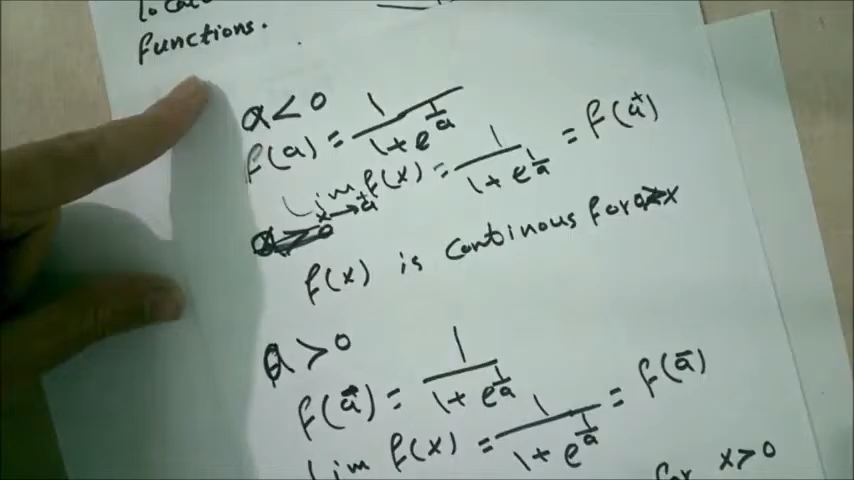 functions.
a < 0
f(a) = 1/(1 + e^(1/a))
Lim x→a⁺ f(x) = 1/(1 + e^(1/a)) = f(a⁺)
f(x) is continous for x
a > 0
f(a) = 1/(1 + e^(1/a)) 
lim f(x) = 1/(1 + e^(1/a)) = f(a⁻)
for x > 0